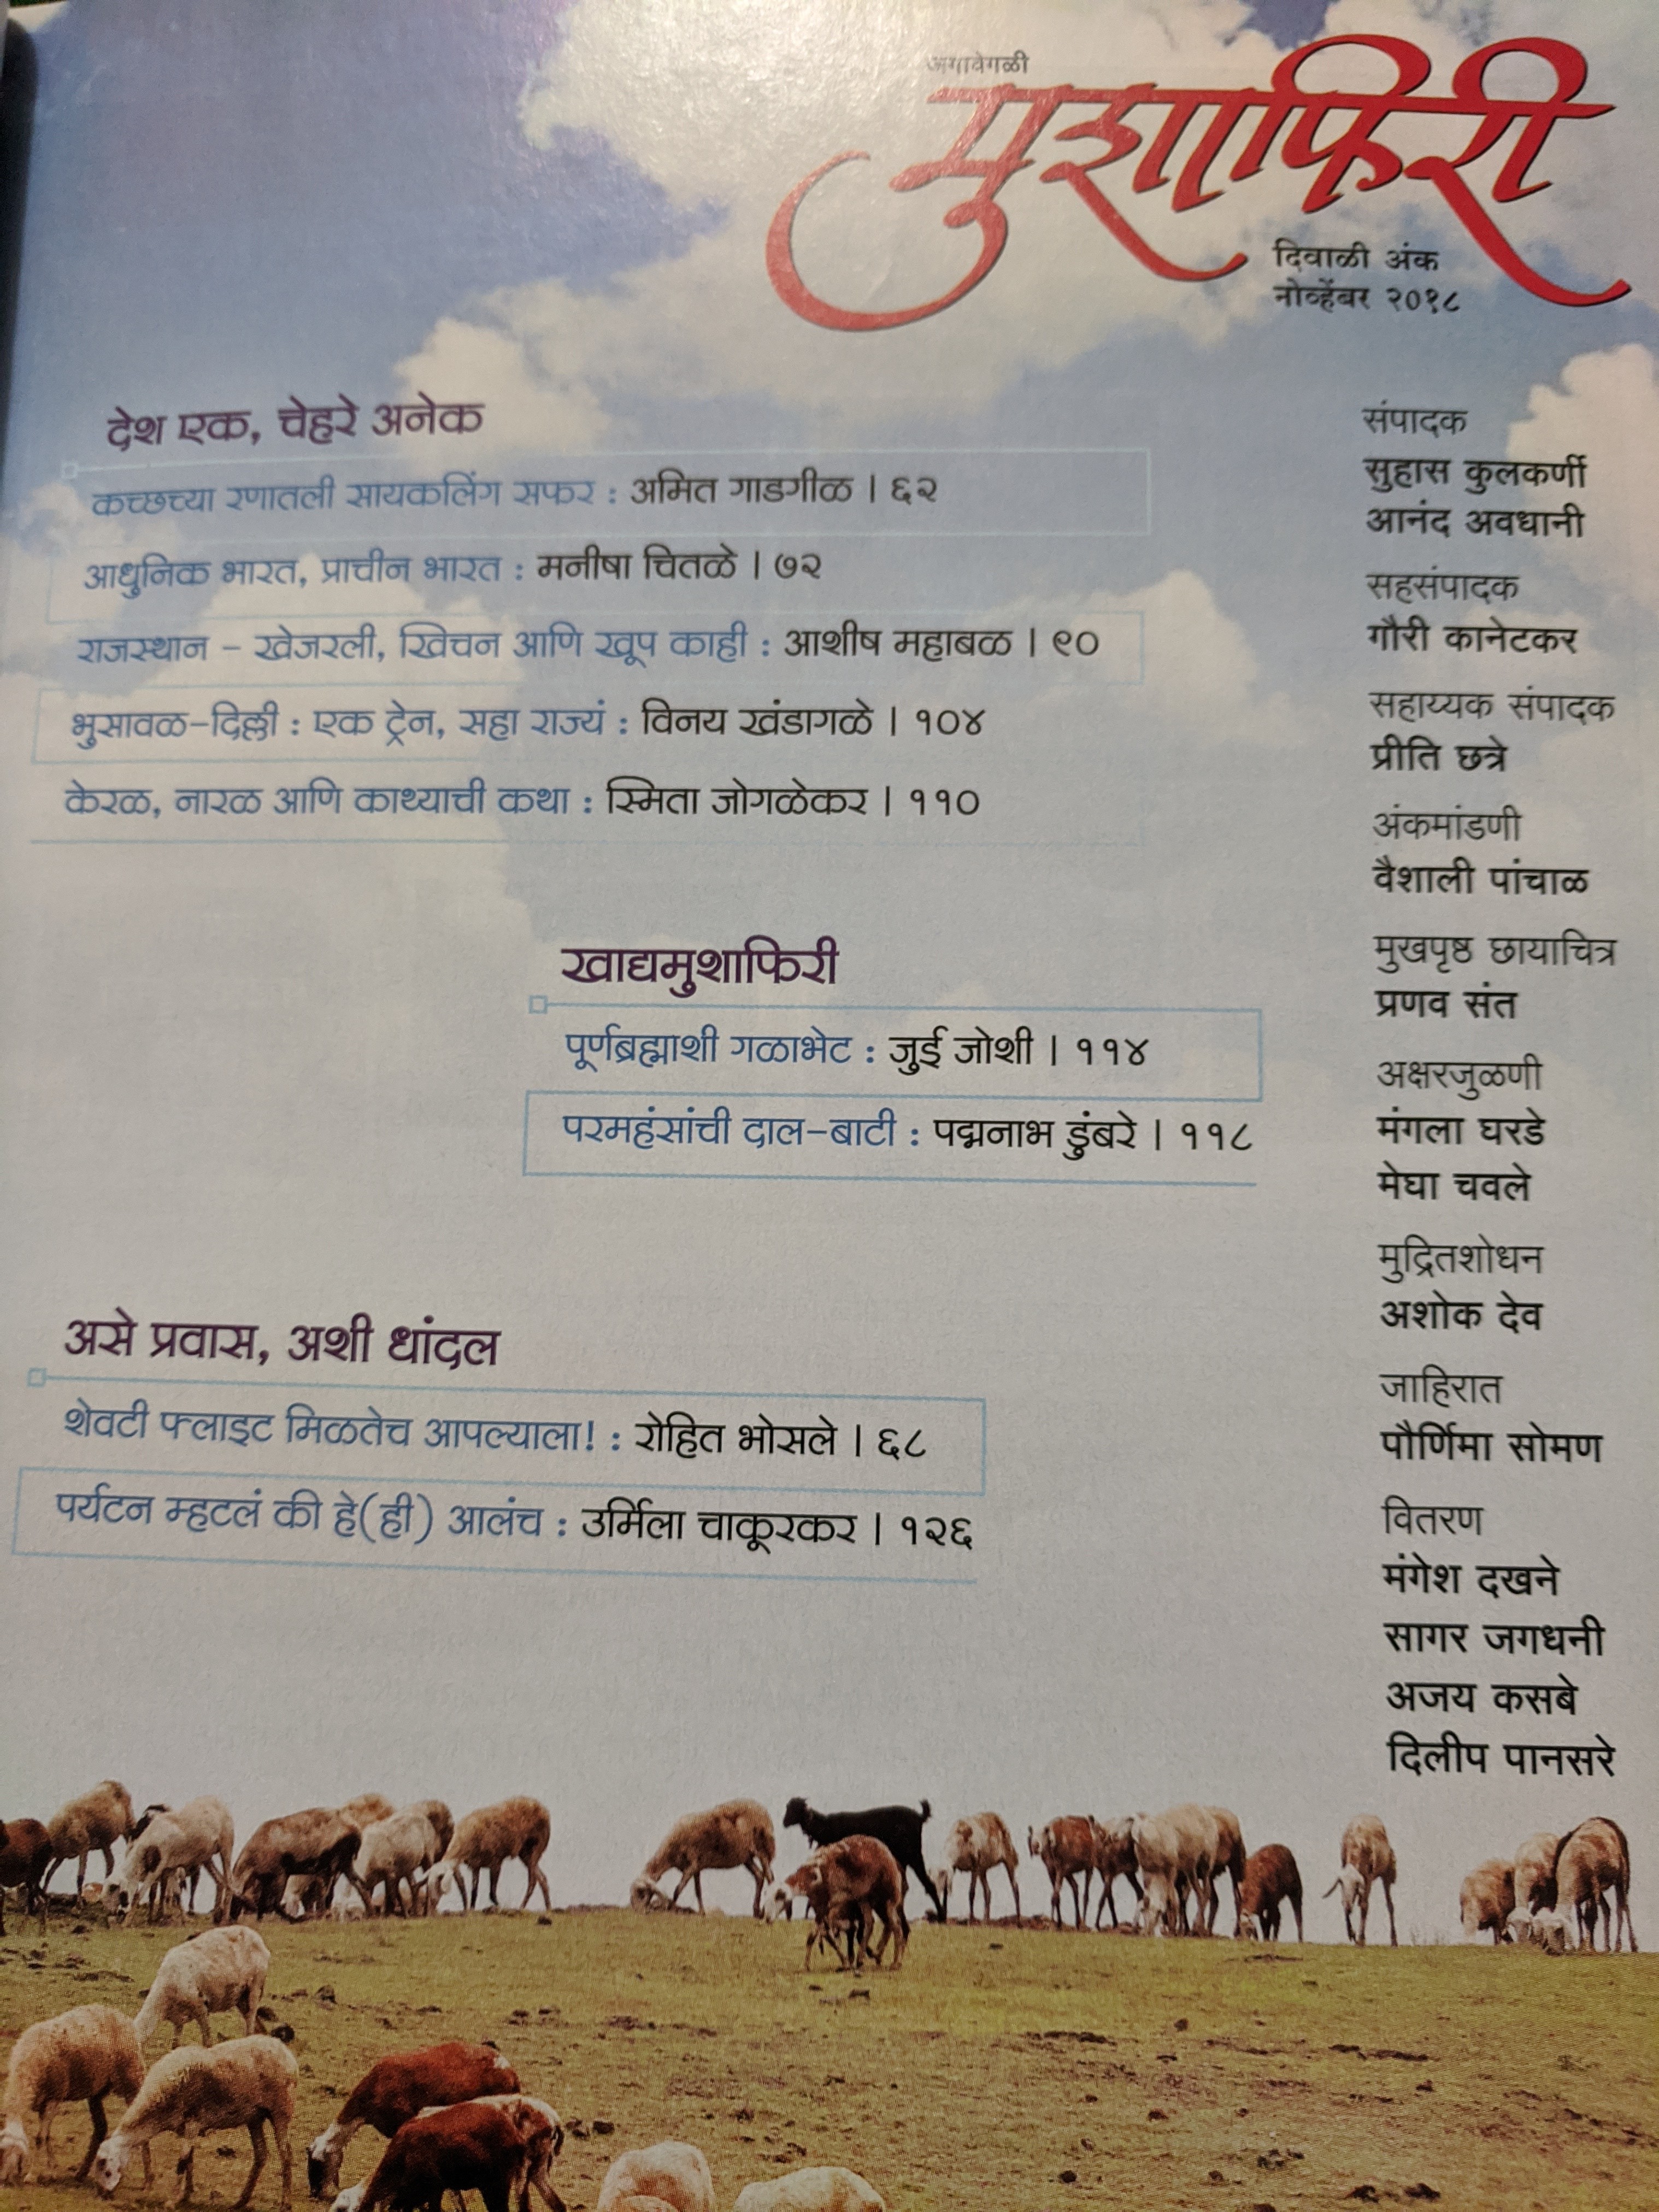 अगावेगळी
मुशाफिरी
दिवाळी अंक
नोव्हेंबर २०१८
देश एक, चेहरे अनेक
कच्छच्या रणातली सायकलिंग सफर : अमित गाडगीळ | ६२
आधुनिक भारत, प्राचीन भारत : मनीषा चितळे | ७२
राजस्थान - खेजरली, खिचन आणि खूप काही : आशीष महाबळ | ९०
भुसावळ-दिल्ली : एक ट्रेन, सहा राज्यं : विनय खंडागळे | १०४
केरळ, नारळ आणि काथ्याची कथा : स्मिता जोगळेकर | ११०
खाद्यमुशाफिरी
पूर्णब्रह्माशी गळाभेट : जुई जोशी | ११४
परमहंसांची दाल-बाटी : पद्मनाभ डुंबरे | ११८
असे प्रवास, अशी धांदल
शेवटी फ्लाइट मिळतेच आपल्याला! : रोहित भोसले | ६८
पर्यटन म्हटलं की हे(ही) आलंच : उर्मिला चाकूरकर | १२६
संपादक
सुहास कुलकर्णी
आनंद अवधानी
सहसंपादक
गौरी कानेटकर
सहाय्यक संपादक
प्रीति छत्रे
अंकमांडणी
वैशाली पांचाळ
मुखपृष्ठ छायाचित्र
प्रणव संत
अक्षरजुळणी
मंगला घरडे
मेघा चवले
मुद्रितशोधन
अशोक देव
जाहिरात
पौर्णिमा सोमण
वितरण
मंगेश दखने
सागर जगधनी
अजय कसबे
दिलीप पानसरे